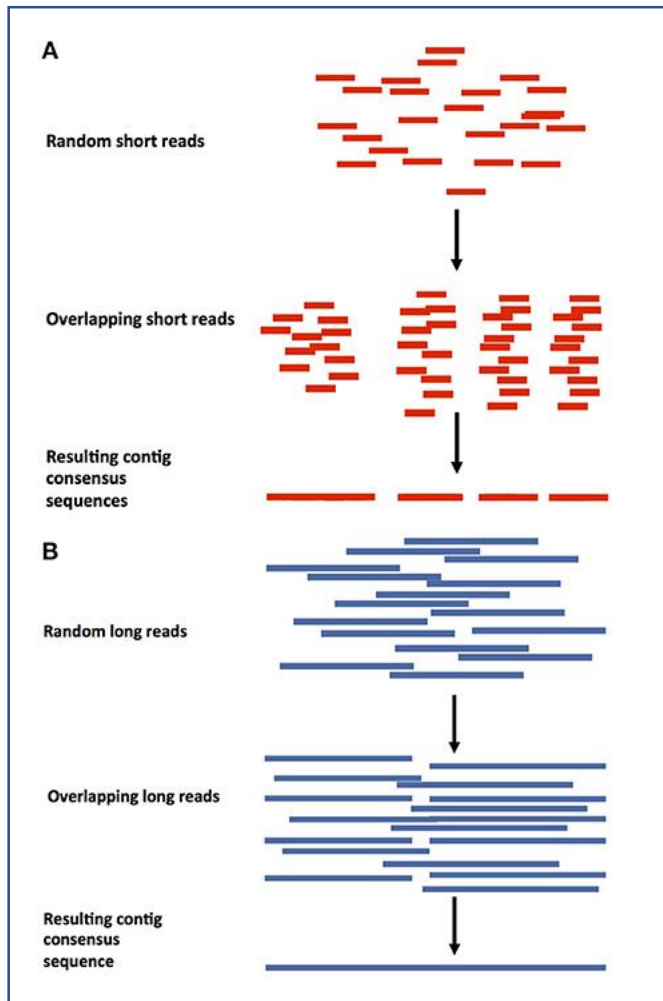 A
Random short reads
Overlapping short reads
Resulting contig
consensus
sequences
B
Random long reads
Overlapping long reads
Resulting contig
consensus
sequence